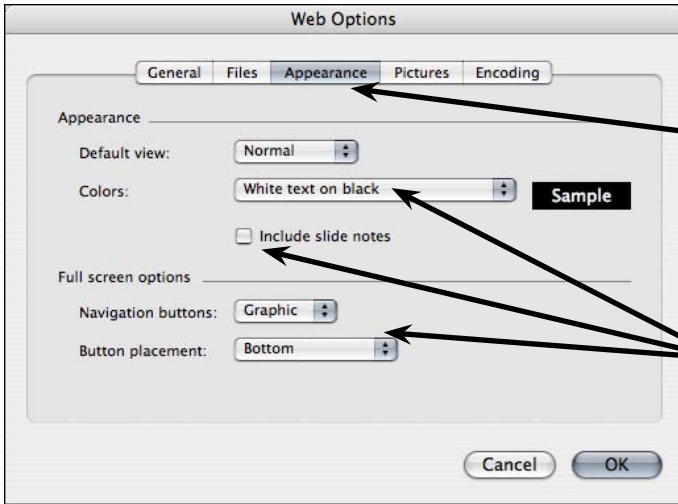 Web Options
General Files Appearance Pictures Encoding
Appearance
Default view: Normal
Colors: White text on black Sample
Include slide notes
Full screen options
Navigation buttons: Graphic
Button placement: Bottom
Cancel OK